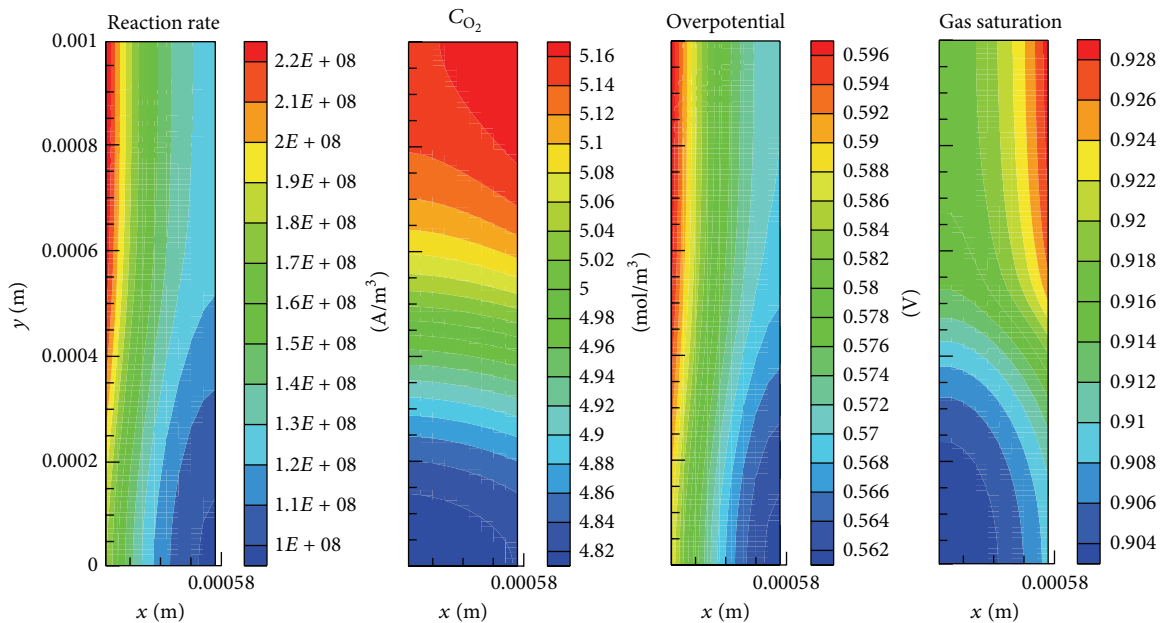 Reaction rate
0.001
0.0008
0.0006
0.0004
0.0002
0
y (m)
0.00058
x (m)
2.2E + 08
2.1E + 08
2E + 08
1.9E + 08
1.8E + 08
1.7E + 08
1.6E + 08
1.5E + 08
1.4E + 08
1.3E + 08
1.2E + 08
1.1E + 08
1E + 08
(A/m³)
C_O₂
0.00058
x (m)
5.16
5.14
5.12
5.1
5.08
5.06
5.04
5.02
5
4.98
4.96
4.94
4.92
4.9
4.88
4.86
4.84
4.82
(mol/m³)
Overpotential
0.00058
x (m)
0.596
0.594
0.592
0.59
0.588
0.586
0.584
0.582
0.58
0.578
0.576
0.574
0.572
0.57
0.568
0.566
0.564
0.562
(V)
Gas saturation
0.00058
x (m)
0.928
0.926
0.924
0.922
0.92
0.918
0.916
0.914
0.912
0.91
0.908
0.906
0.904